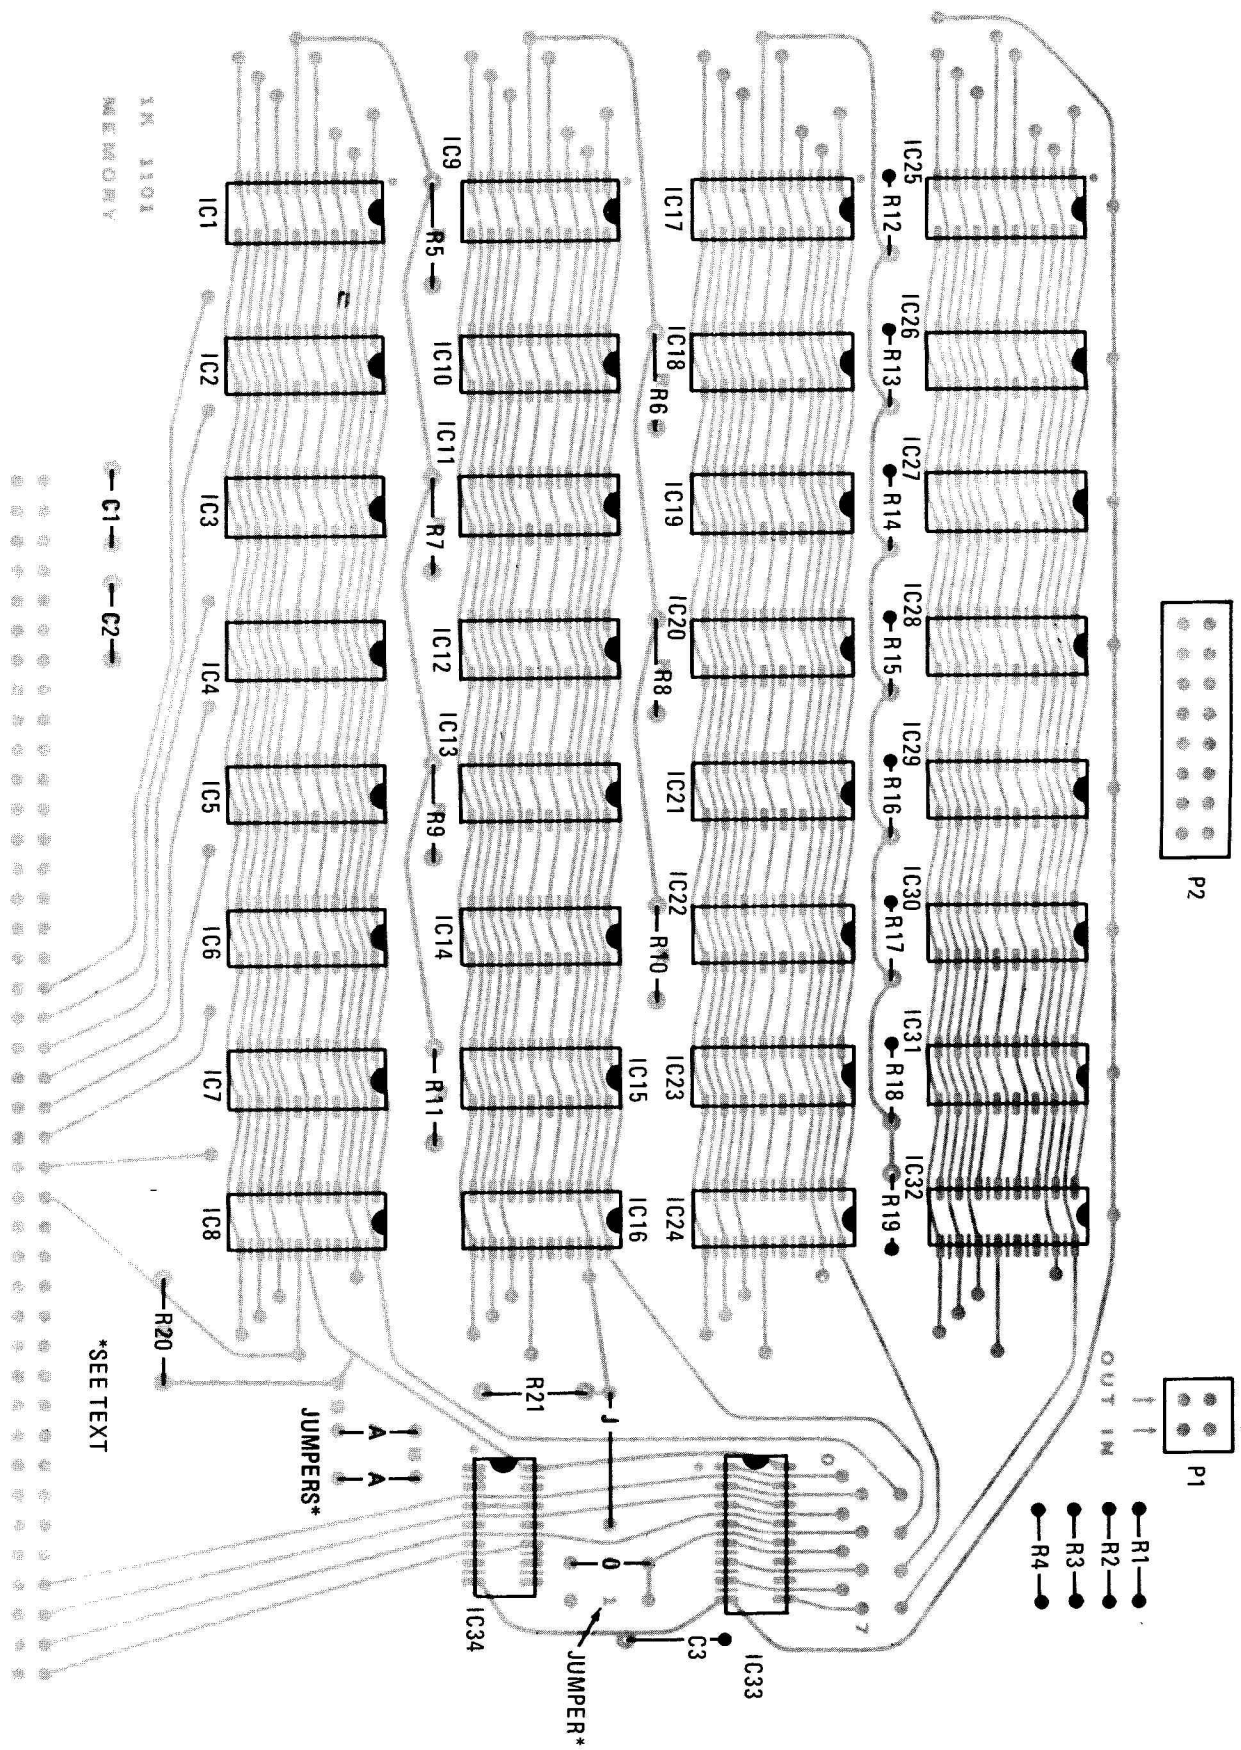 1K 1101
MEMORY
IC1
IC2
IC3
IC4
IC5
IC6
IC7
IC8
C1
C2
R20
*SEE TEXT
R5
R7
R9
R11
IC9
IC10
IC11
IC12
IC13
IC14
IC15
IC16
R6
R8
R10
IC17
IC18
IC19
IC20
IC21
IC22
IC23
IC24
R12
R13
R14
R15
R16
R17
R18
R19
IC25
IC26
IC27
IC28
IC29
IC30
IC31
IC32
P2
P1
OUT IN
R1
R2
R3
R4
R21
J
A
A
JUMPERS*
0
1
JUMPER*
C3
IC33
IC34
0
7